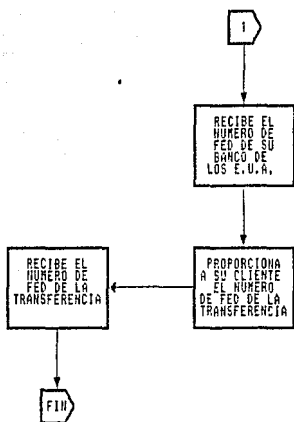 1
RECIBE EL
NUMERO DE
FED DE SU
BANCO DE
LOS E.U.A.
PROPORCIONA
A SU CLIENTE
EL NUMERO
DE FED DE LA
TRANSFERENCIA
RECIBE EL
NUMERO DE
FED DE LA
TRANSFERENCIA
FIN